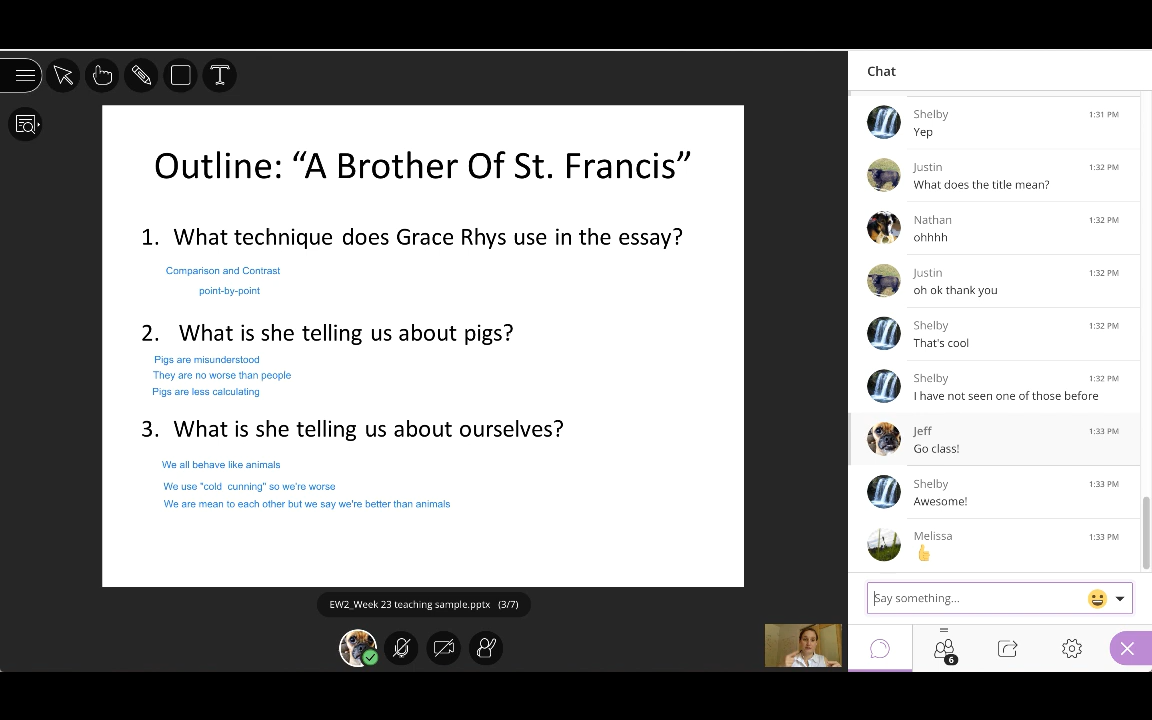 Outline: “A Brother Of St. Francis”
1. What technique does Grace Rhys use in the essay?
Comparison and Contrast
point-by-point
2. What is she telling us about pigs?
Pigs are misunderstood
They are no worse than people
Pigs are less calculating
3. What is she telling us about ourselves?
We all behave like animals
We use "cold cunning" so we're worse
We are mean to each other but we say we're better than animals
EW2_Week 23 teaching sample.pptx (3/7)
Chat
Shelby 1:31 PM
Yep
Justin 1:32 PM
What does the title mean?
Nathan 1:32 PM
ohhhh
Justin 1:32 PM
oh ok thank you
Shelby 1:32 PM
That's cool
Shelby 1:32 PM
I have not seen one of those before
Jeff 1:33 PM
Go class!
Shelby 1:33 PM
Awesome!
Melissa 1:33 PM
Say something...
6